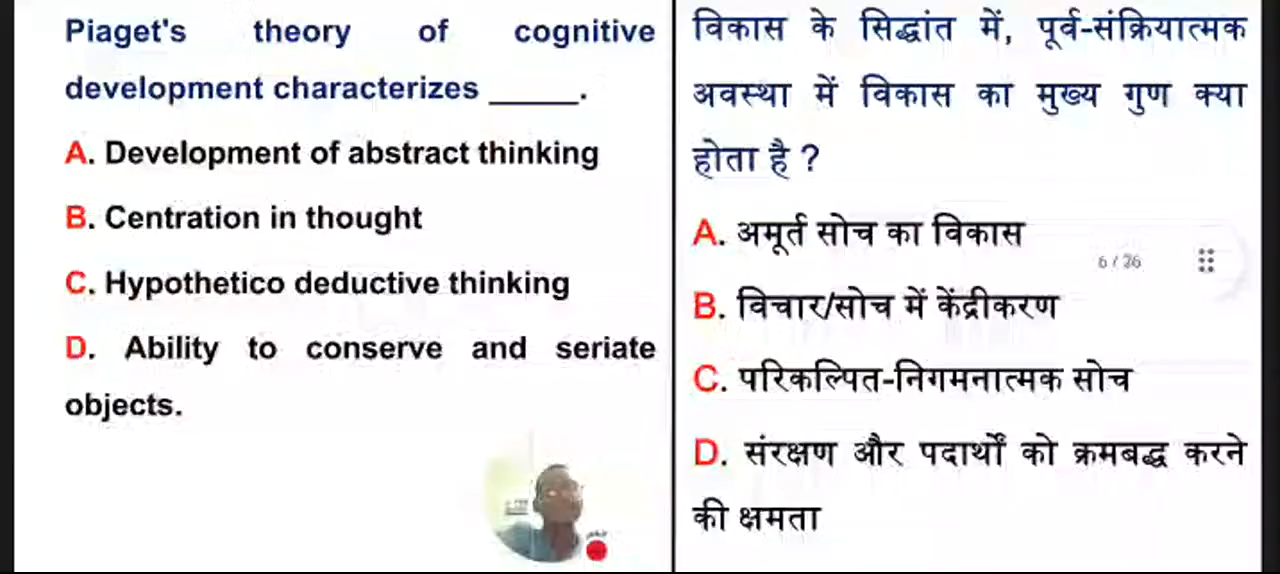 Piaget's theory of cognitive
development characterizes _____.
A. Development of abstract thinking
B. Centration in thought
C. Hypothetico deductive thinking
D. Ability to conserve and seriate
objects.
विकास के सिद्धांत में, पूर्व-संक्रियात्मक
अवस्था में विकास का मुख्य गुण क्या
होता है ?
A. अमूर्त सोच का विकास
6 / 26
B. विचार/सोच में केंद्रीकरण
C. परिकल्पित-निगमनात्मक सोच
D. संरक्षण और पदार्थों को क्रमबद्ध करने
की क्षमता